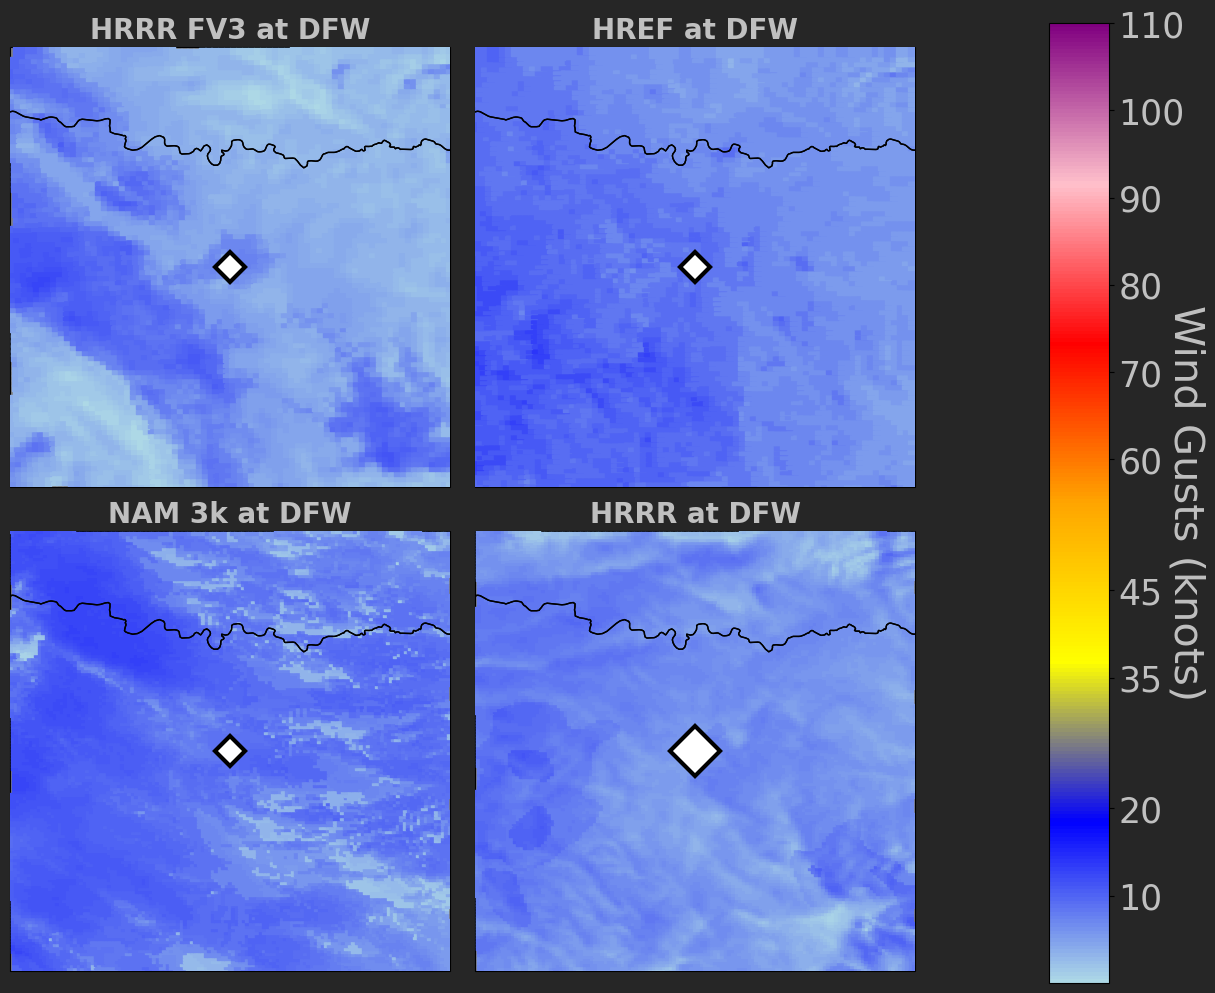 HRRR FV3 at DFW
HREF at DFW
NAM 3k at DFW
HRRR at DFW
110
100
90
80
70
60
45
35
20
10
Wind Gusts (knots)